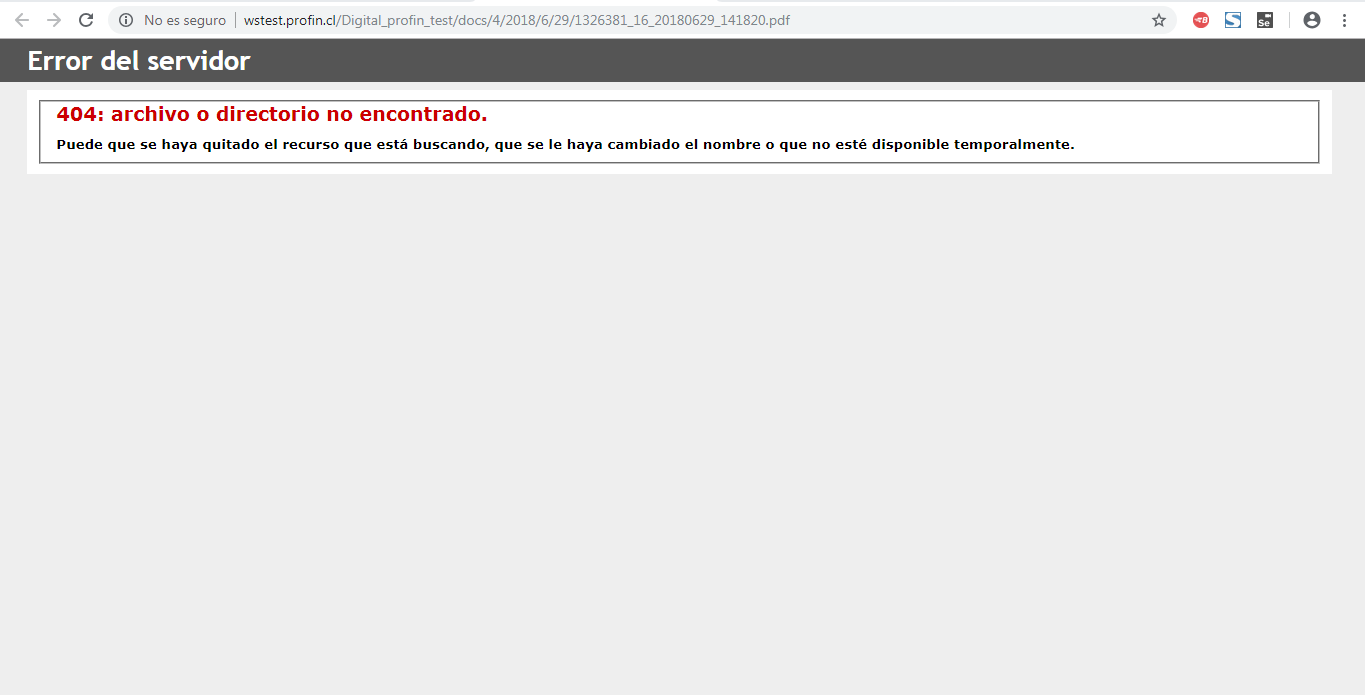 No es seguro wstest.profin.cl/Digital_profin_test/docs/4/2018/6/29/1326381_16_20180629_141820.pdf
Se
Error del servidor
404: archivo o directorio no encontrado.
Puede que se haya quitado el recurso que está buscando, que se le haya cambiado el nombre o que no esté disponible temporalmente.